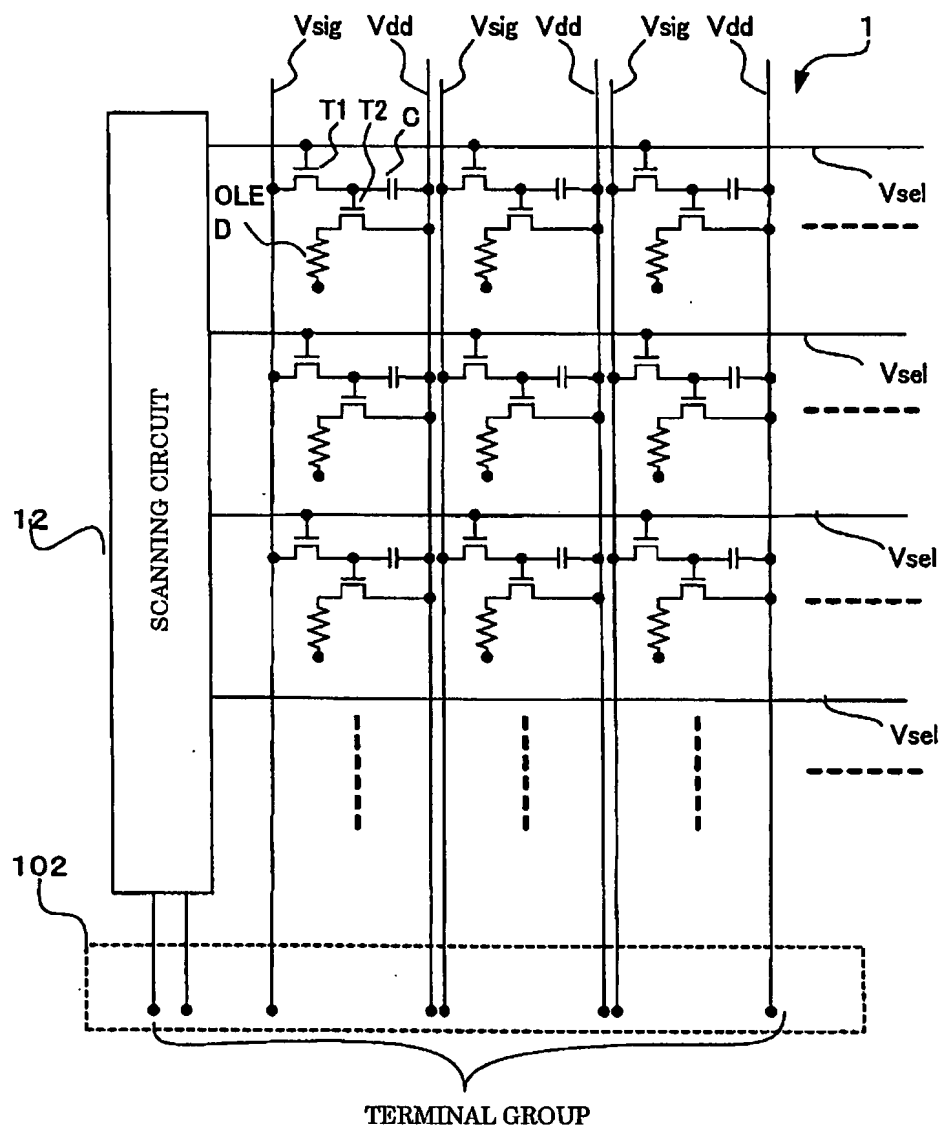 Vsig Vdd Vsig Vdd Vsig Vdd 1
T1 T2 C
OLE
D
Vsel
Vsel
SCANNING CIRCUIT
12
Vsel
Vsel
102
TERMINAL GROUP